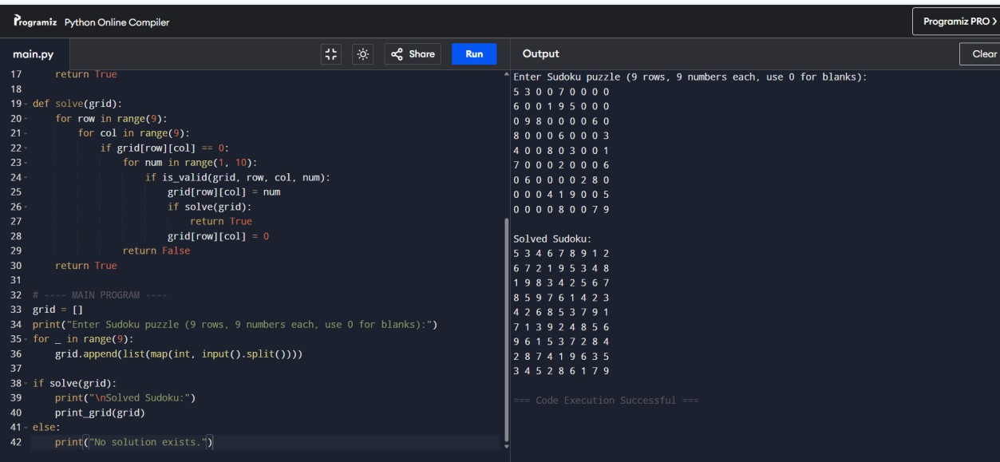 Programiz Python Online Compiler
Programiz PRO >
main.py
Share
Run
17 return True
18
19 def solve(grid):
20 for row in range(9):
21 for col in range(9):
22 if grid[row][col] == 0:
23 for num in range(1, 10):
24 if is_valid(grid, row, col, num):
25 grid[row][col] = num
26 if solve(grid):
27 return True
28 grid[row][col] = 0
29 return False
30 return True
31
32 # ---- MAIN PROGRAM ----
33 grid = []
34 print("Enter Sudoku puzzle (9 rows, 9 numbers each, use 0 for blanks):")
35 for _ in range(9):
36 grid.append(list(map(int, input().split())))
37
38 if solve(grid):
39 print("\nSolved Sudoku:")
40 print_grid(grid)
41 else:
42 print("No solution exists.")
Output
Clear
Enter Sudoku puzzle (9 rows, 9 numbers each, use 0 for blanks):
5 3 0 0 7 0 0 0 0
6 0 0 1 9 5 0 0 0
0 9 8 0 0 0 0 6 0
8 0 0 0 6 0 0 0 3
4 0 0 8 0 3 0 0 1
7 0 0 0 2 0 0 0 6
0 6 0 0 0 0 2 8 0
0 0 0 4 1 9 0 0 5
0 0 0 0 8 0 0 7 9
Solved Sudoku:
5 3 4 6 7 8 9 1 2
6 7 2 1 9 5 3 4 8
1 9 8 3 4 2 5 6 7
8 5 9 7 6 1 4 2 3
4 2 6 8 5 3 7 9 1
7 1 3 9 2 4 8 5 6
9 6 1 5 3 7 2 8 4
2 8 7 4 1 9 6 3 5
3 4 5 2 8 6 1 7 9
=== Code Execution Successful ===